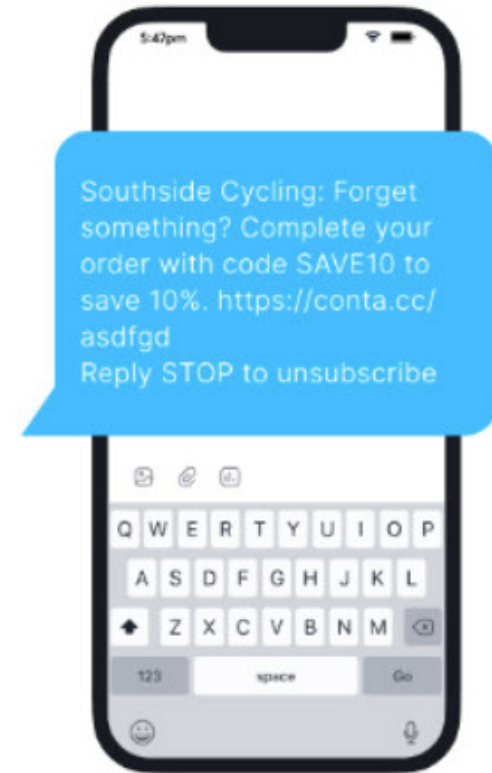 5:47pm
Southside Cycling: Forget
something? Complete your
order with code SAVE10 to
save 10%. https://conta.cc/
asdfgd
Reply STOP to unsubscribe
Q W E R T Y U I O P
A S D F G H J K L
Z X C V B N M
123 space Go